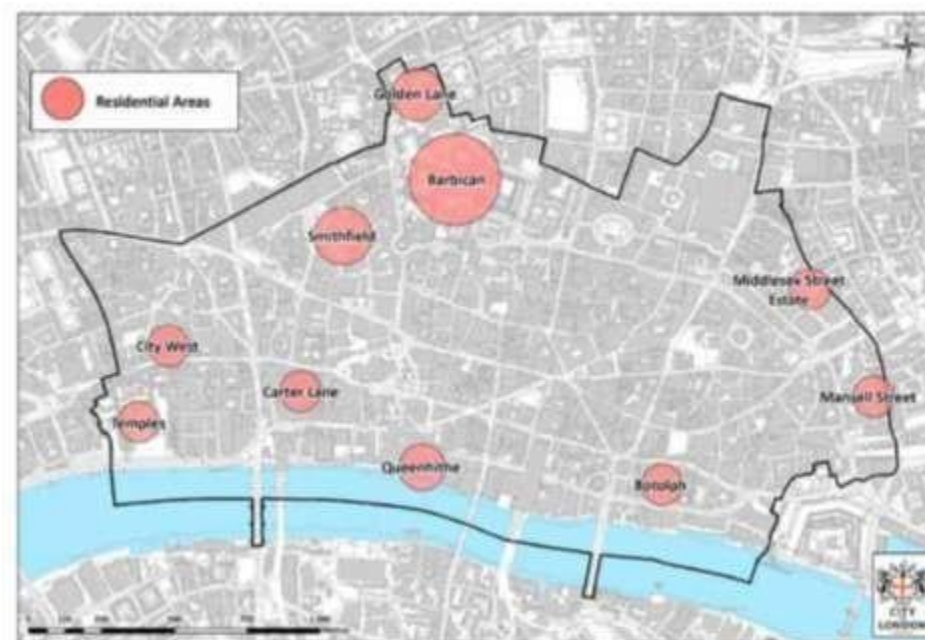 Residential Areas
Golden Lane
Barbican
Smithfield
Middlesex Street
Estate
City West
Carter Lane
Mansell Street
Temples
Queenhithe
Botolph
CITY
LONDON